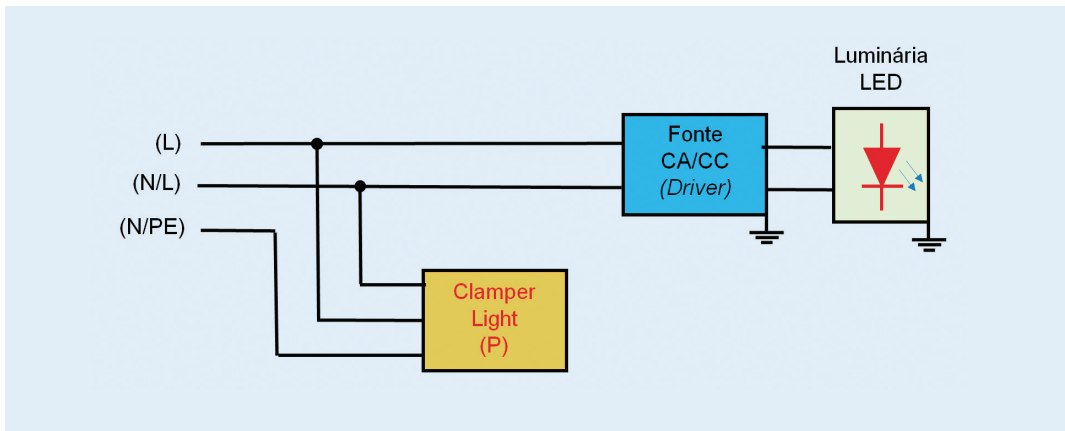 Luminária
LED
(L)
Fonte
CA/CC
(Driver)
(N/L)
(N/PE)
Clamper
Light
(P)